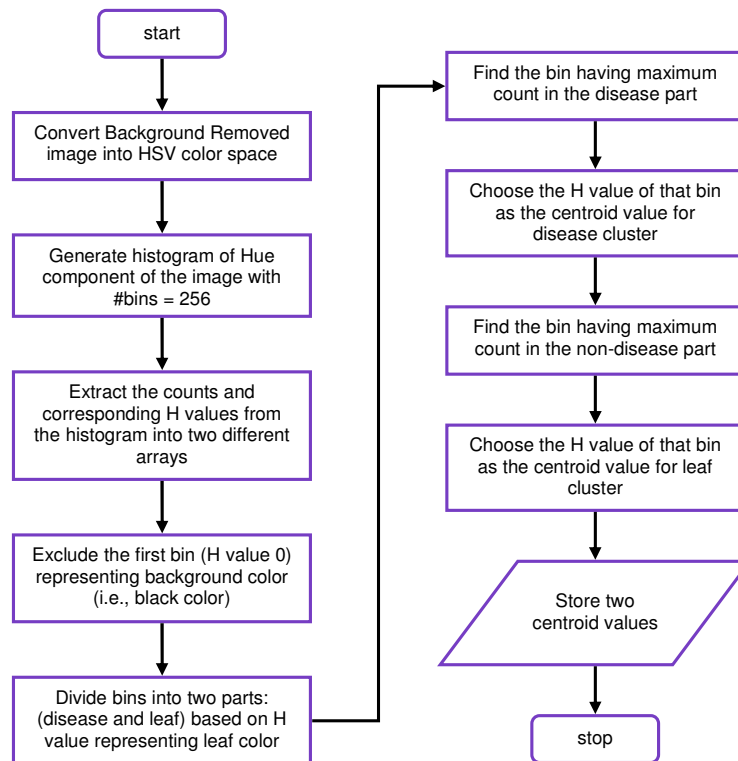 start
Convert Background Removed
image into HSV color space
Generate histogram of Hue
component of the image with
#bins = 256
Extract the counts and
corresponding H values from
the histogram into two different
arrays
Exclude the first bin (H value 0)
representing background color
(i.e., black color)
Divide bins into two parts:
(disease and leaf) based on H
value representing leaf color
Find the bin having maximum
count in the disease part
Choose the H value of that bin
as the centroid value for
disease cluster
Find the bin having maximum
count in the non-disease part
Choose the H value of that bin
as the centroid value for leaf
cluster
Store two
centroid values
stop